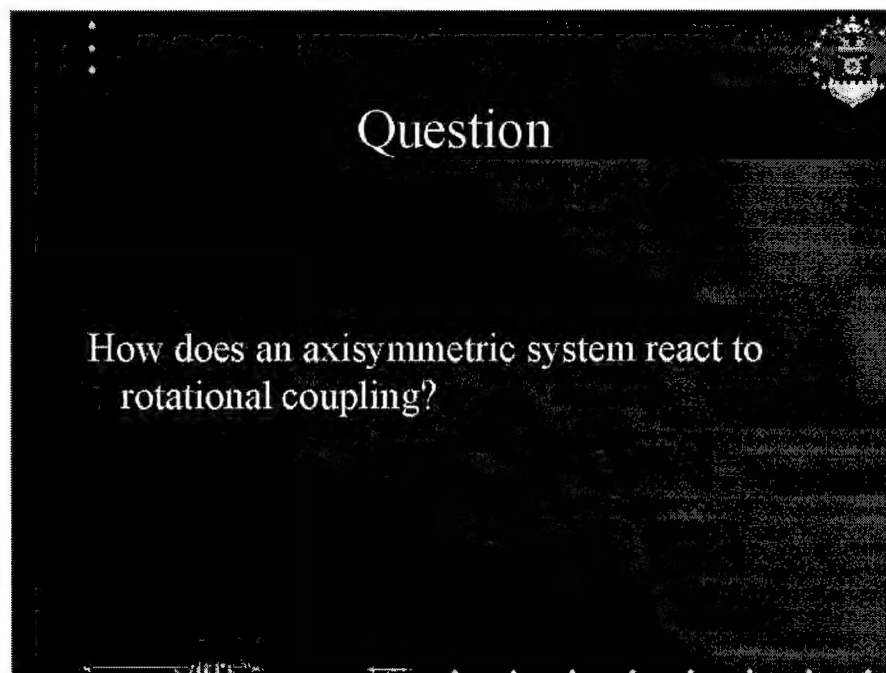 Question
How does an axisymmetric system react to
rotational coupling?